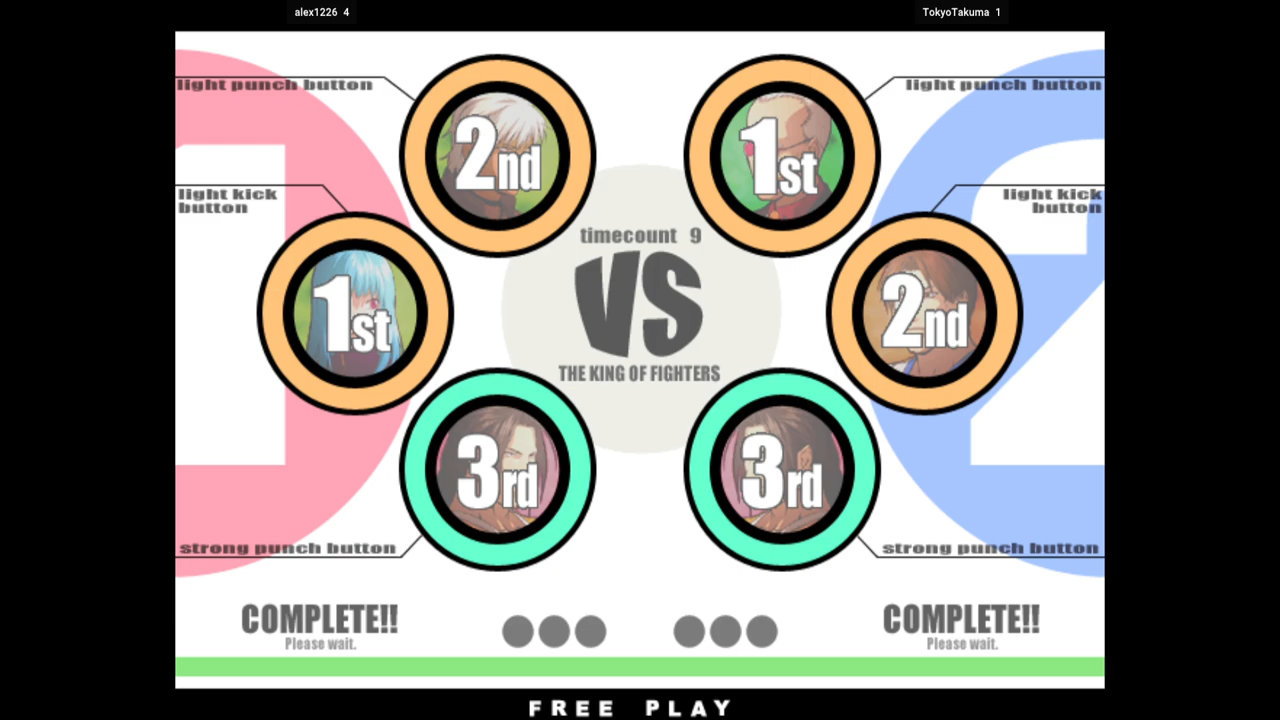 alex1226 4
TokyoTakuma 1
light punch button
light punch button
2nd
1st
light kick
button
light kick
button
timecount 9
1
VS
2
1st
2nd
THE KING OF FIGHTERS
3rd
3rd
strong punch button
strong punch button
COMPLETE!!
Please wait.
COMPLETE!!
Please wait.
FREE PLAY